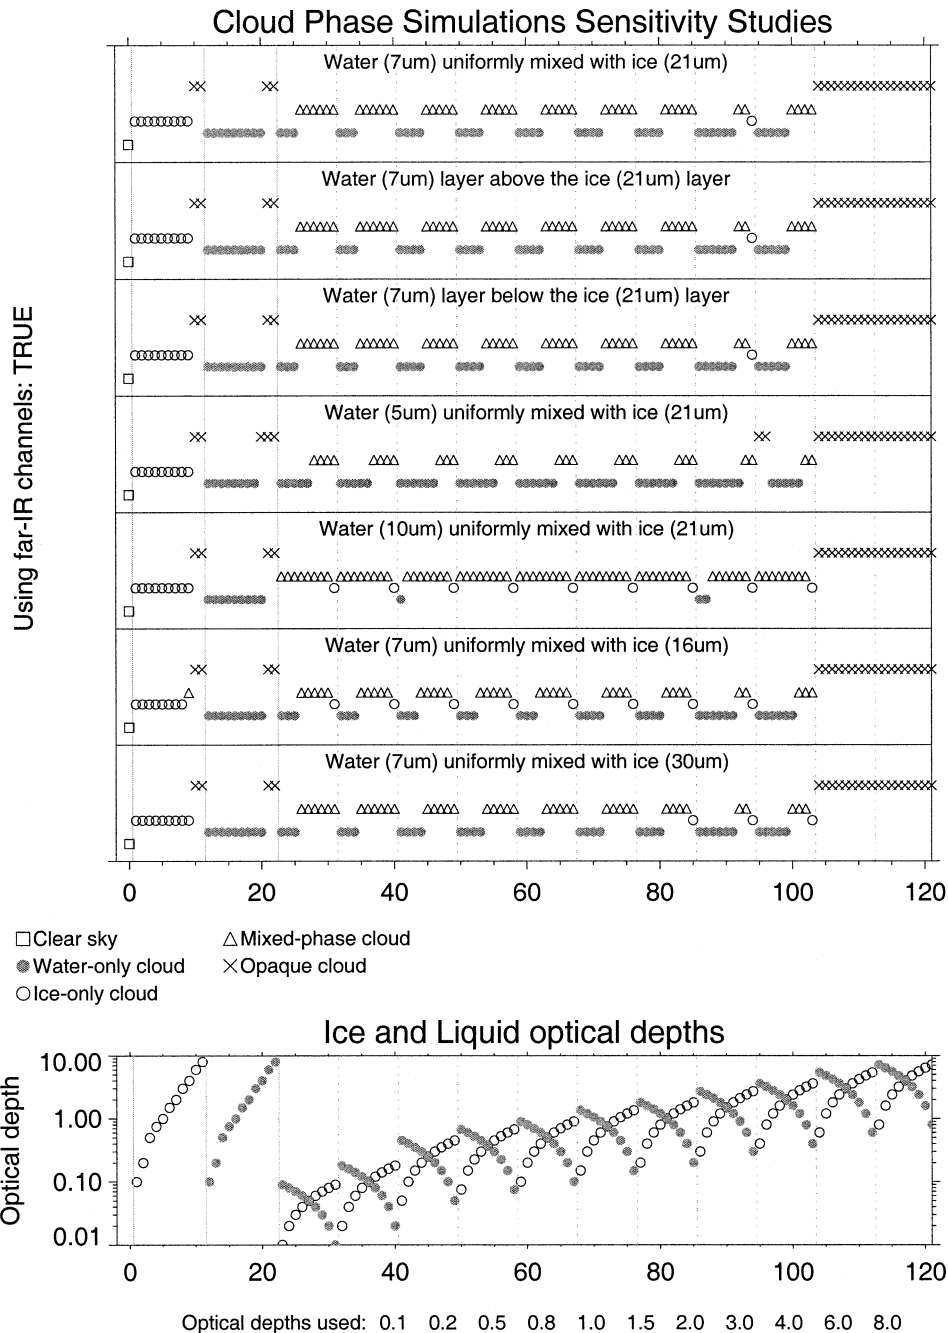 Cloud Phase Simulations Sensitivity Studies
Using far-IR channels: TRUE
Water (7um) uniformly mixed with ice (21um)
Water (7um) layer above the ice (21um) layer
Water (7um) layer below the ice (21um) layer
Water (5um) uniformly mixed with ice (21um)
Water (10um) uniformly mixed with ice (21um)
Water (7um) uniformly mixed with ice (16um)
Water (7um) uniformly mixed with ice (30um)
0 20 40 60 80 100 120
Clear sky
Water-only cloud
Ice-only cloud
Mixed-phase cloud
Opaque cloud
Ice and Liquid optical depths
Optical depth
10.00
1.00
0.10
0.01
0 20 40 60 80 100 120
Optical depths used: 0.1 0.2 0.5 0.8 1.0 1.5 2.0 3.0 4.0 6.0 8.0